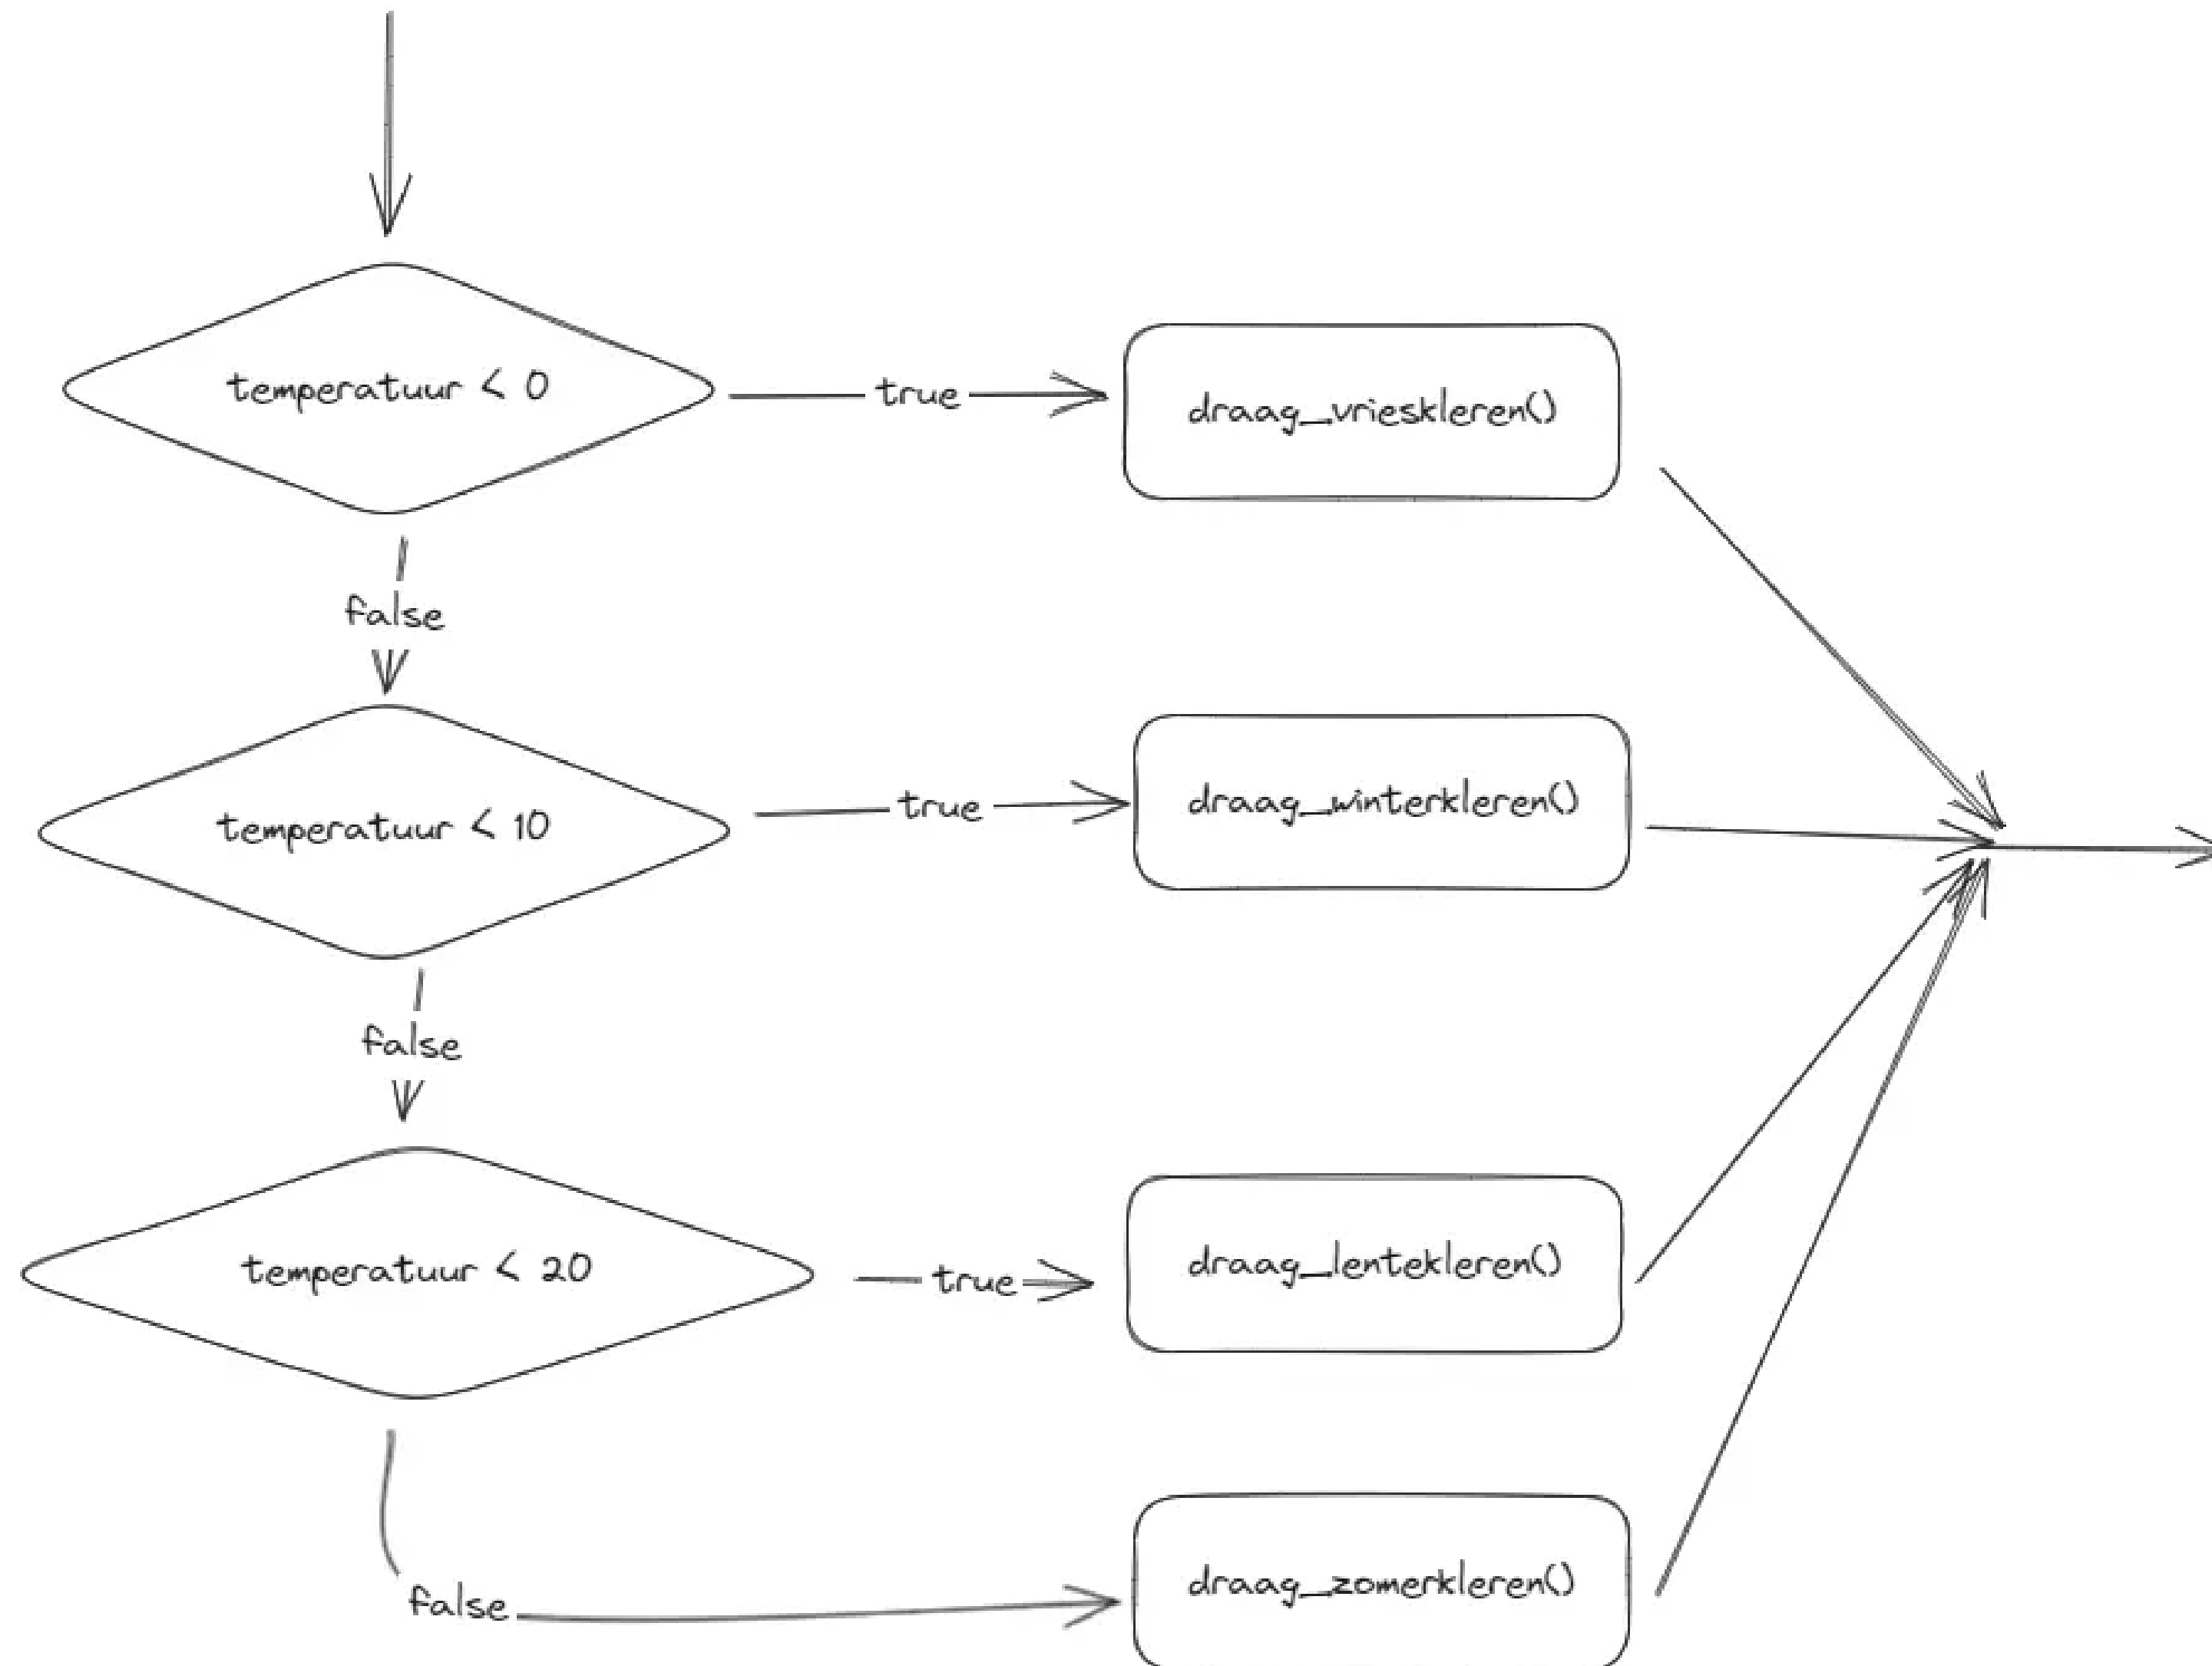 temperatuur < 0
true
draag_vrieskleren()
false
temperatuur < 10
true
draag_winterkleren()
false
temperatuur < 20
true
draag_lentekleren()
false
draag_zomerkleren()